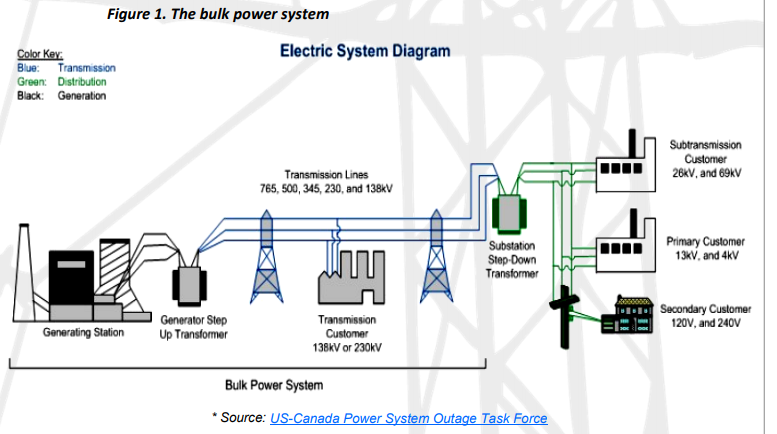 Figure 1. The bulk power system
Electric System Diagram
Color Key:
Blue: Transmission
Green: Distribution
Black: Generation
Transmission Lines
765, 500, 345, 230, and 138kV
Subtransmission
Customer
26kV, and 69kV
Substation
Step-Down
Transformer
Primary Customer
13kV, and 4kV
Secondary Customer
120V, and 240V
Generating Station
Generator Step
Up Transformer
Transmission
Customer
138kV or 230kV
Bulk Power System
* Source: US-Canada Power System Outage Task Force